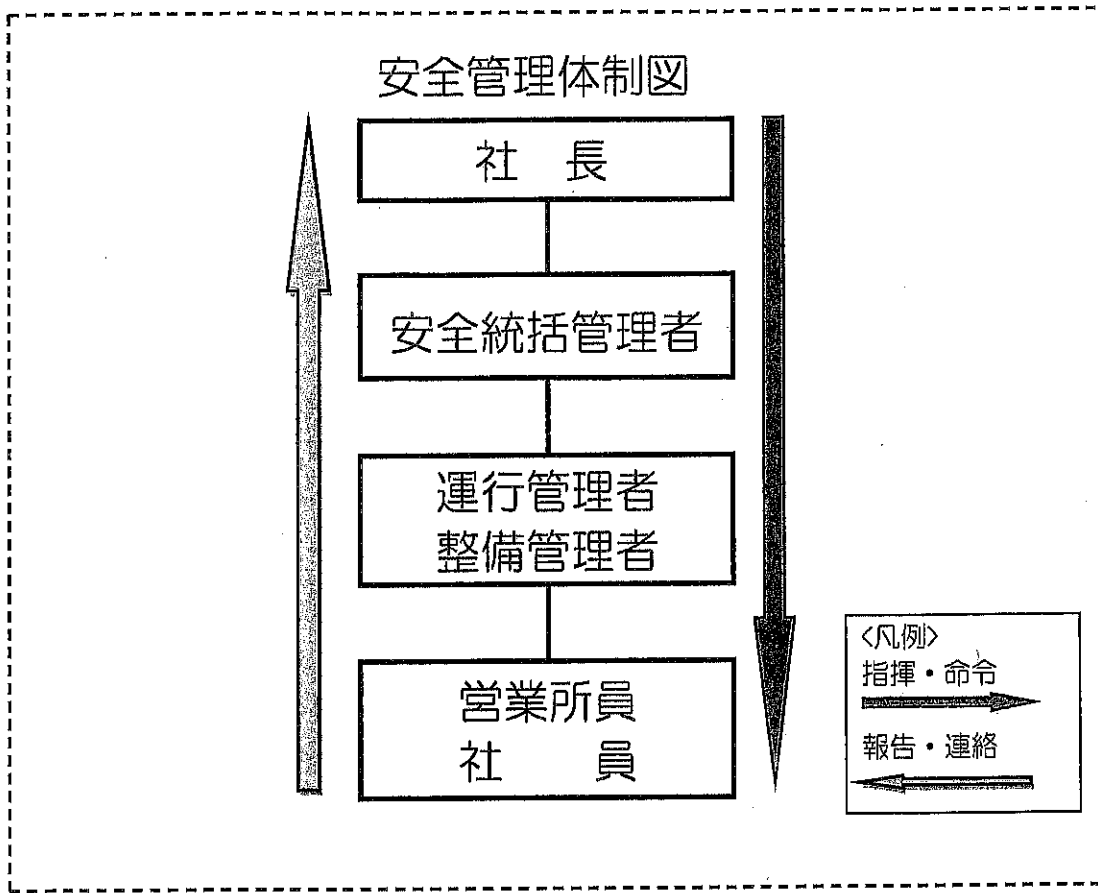 安全管理体制図
社　長
安全統括管理者
運行管理者
整備管理者
営業所員
社　　員
<凡例>
指揮・命令
報告・連絡